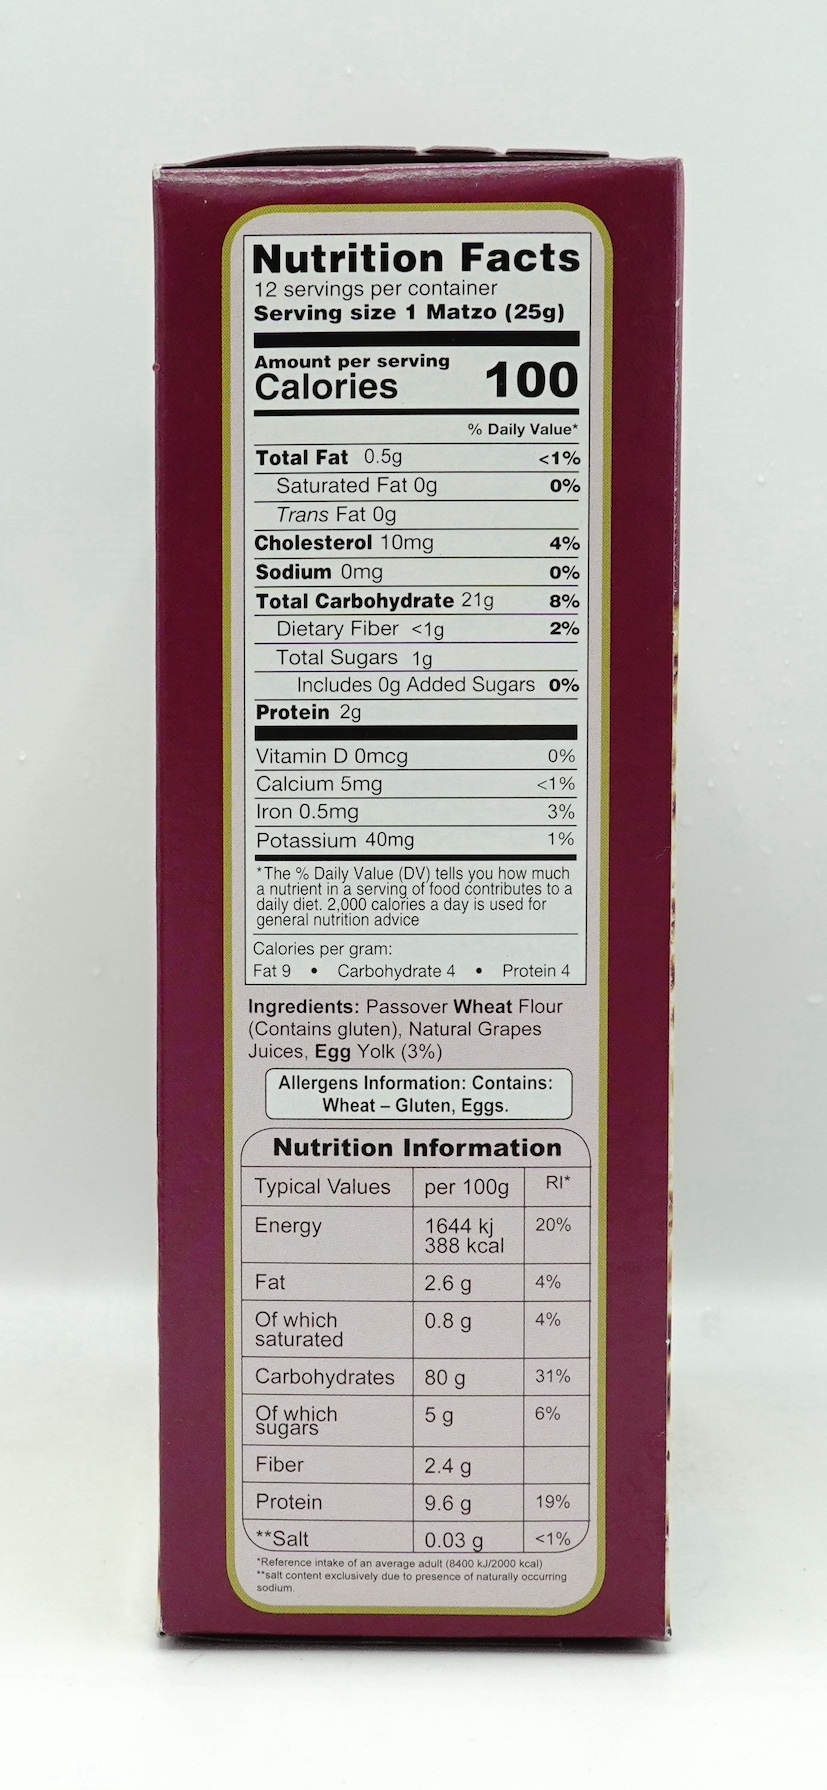 Nutrition Facts
12 servings per container
Serving size 1 Matzo (25g)
Amount per serving
Calories 100
% Daily Value*
Total Fat 0.5g <1%
Saturated Fat 0g 0%
Trans Fat 0g
Cholesterol 10mg 4%
Sodium 0mg 0%
Total Carbohydrate 21g 8%
Dietary Fiber <1g 2%
Total Sugars 1g
Includes 0g Added Sugars 0%
Protein 2g
Vitamin D 0mcg 0%
Calcium 5mg <1%
Iron 0.5mg 3%
Potassium 40mg 1%
*The % Daily Value (DV) tells you how much
a nutrient in a serving of food contributes to a
daily diet. 2,000 calories a day is used for
general nutrition advice
Calories per gram:
Fat 9 • Carbohydrate 4 • Protein 4
Ingredients: Passover Wheat Flour
(Contains gluten), Natural Grapes
Juices, Egg Yolk (3%)
Allergens Information: Contains:
Wheat – Gluten, Eggs.
Nutrition Information
Typical Values per 100g RI*
Energy 1644 kj 20%
388 kcal
Fat 2.6 g 4%
Of which 0.8 g 4%
saturated
Carbohydrates 80 g 31%
Of which 5 g 6%
sugars
Fiber 2.4 g
Protein 9.6 g 19%
**Salt 0.03 g <1%
*Reference intake of an average adult (8400 kJ/2000 kcal)
**salt content exclusively due to presence of naturally occurring
sodium.